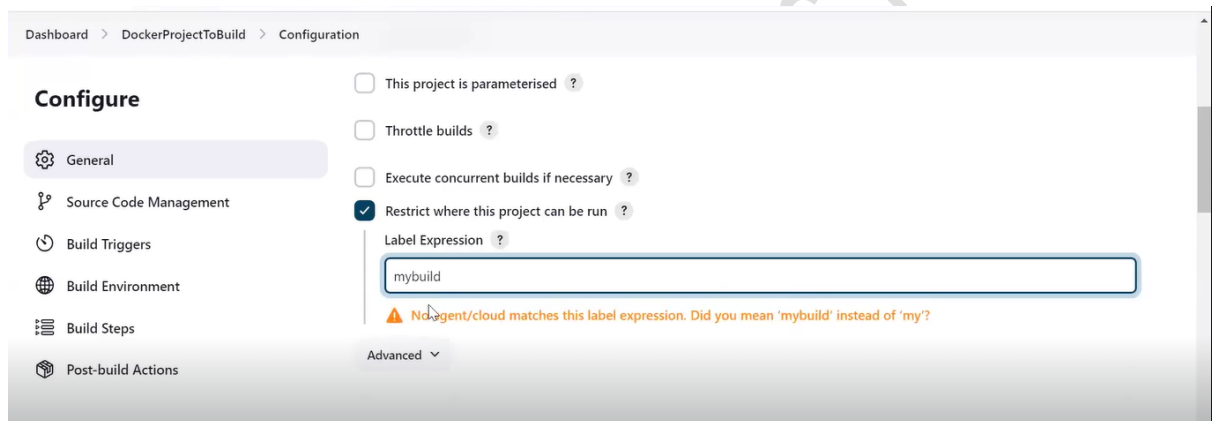 Dashboard > DockerProjectToBuild > Configuration
Configure
General
Source Code Management
Build Triggers
Build Environment
Build Steps
Post-build Actions
This project is parameterised ?
Throttle builds ?
Execute concurrent builds if necessary ?
Restrict where this project can be run ?
Label Expression ?
mybuild
No agent/cloud matches this label expression. Did you mean ‘mybuild’ instead of ‘my’?
Advanced